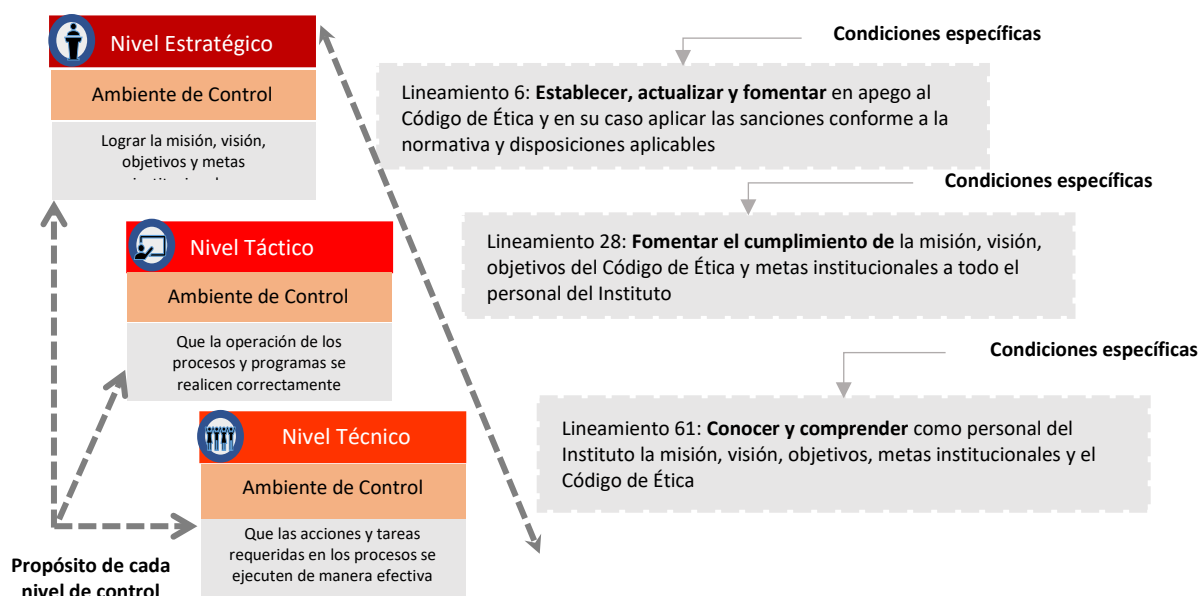 Nivel Estratégico
Ambiente de Control
Lograr la misión, visión,
objetivos y metas
Condiciones específicas
Lineamiento 6: Establecer, actualizar y fomentar en apego al
Código de Ética y en su caso aplicar las sanciones conforme a la
normativa y disposiciones aplicables
Nivel Táctico
Ambiente de Control
Que la operación de los
procesos y programas se
realicen correctamente
Condiciones específicas
Lineamiento 28: Fomentar el cumplimiento de la misión, visión,
objetivos del Código de Ética y metas institucionales a todo el
personal del Instituto
Nivel Técnico
Ambiente de Control
Que las acciones y tareas
requeridas en los procesos se
ejecuten de manera efectiva
Condiciones específicas
Lineamiento 61: Conocer y comprender como personal del
Instituto la misión, visión, objetivos, metas institucionales y el
Código de Ética
Propósito de cada
nivel de control